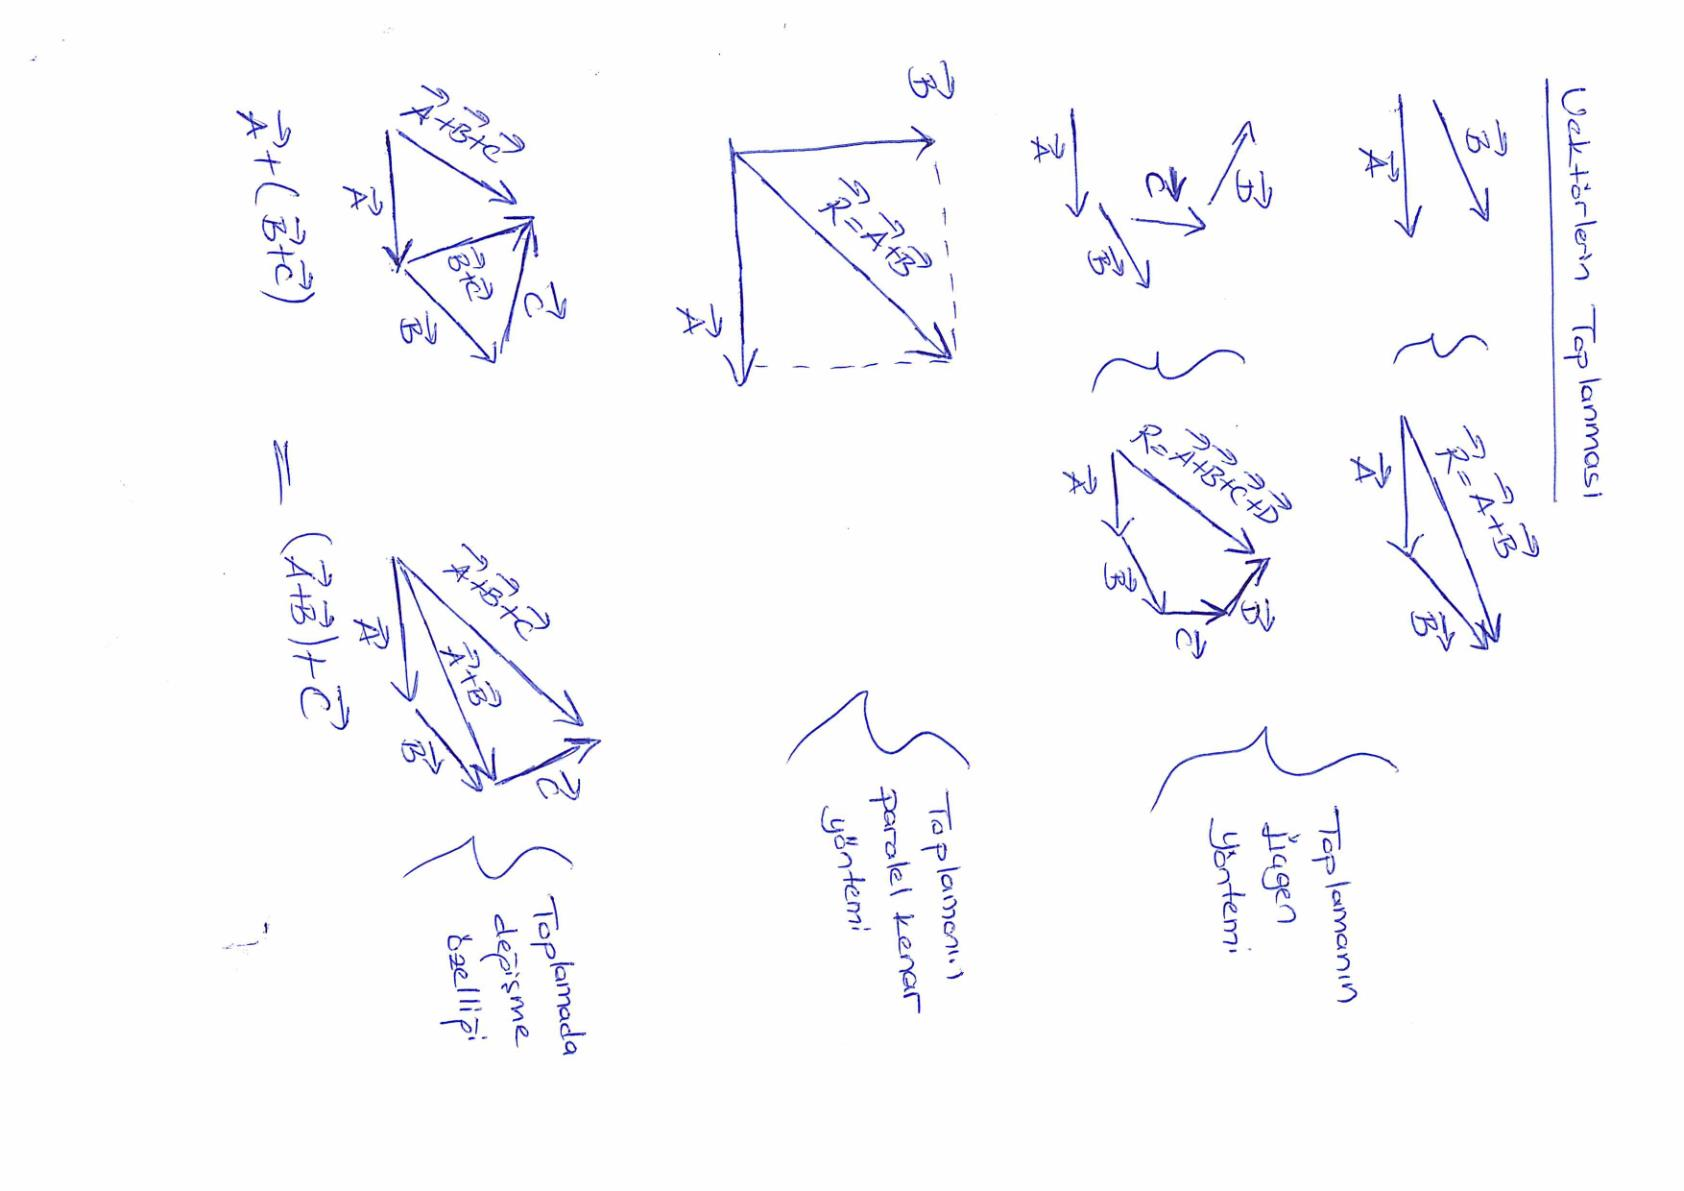 Vektörlerin Toplanması
B
A
R=A+B
A
B
D
C
A
B
R=A+B+C+D
A
B
C
D
Toplamanın
üçgen
yöntemi
B
R=A+B
A
Toplamanın
paralel kenar
yöntemi
A+B+C
A
B+C
B
C
A+B+C
A
A+B
B
C
Toplamada
değişme
özelliği
A+(B+C) = (A+B)+C